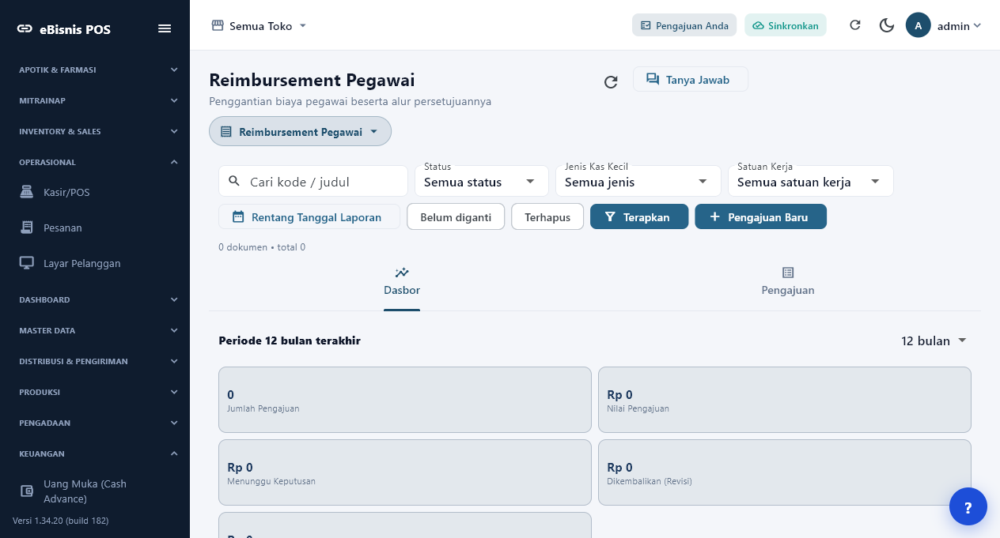 eBisnis POS
APOTIK & FARMASI
MITRAINAP
INVENTORY & SALES
OPERASIONAL
Kasir/POS
Pesanan
Layar Pelanggan
DASHBOARD
MASTER DATA
DISTRIBUSI & PENGIRIMAN
PRODUKSI
PENGADAAN
KEUANGAN
Uang Muka (Cash
Advance)
Versi 1.34.20 (build 182)
Semua Toko
Pengajuan Anda
Sinkronkan
A
admin
Reimbursement Pegawai
Penggantian biaya pegawai beserta alur persetujuannya
Tanya Jawab
Reimbursement Pegawai
Cari kode / judul
Status
Semua status
Jenis Kas Kecil
Semua jenis
Satuan Kerja
Semua satuan kerja
Rentang Tanggal Laporan
Belum diganti
Terhapus
Terapkan
Pengajuan Baru
0 dokumen • total 0
Dasbor
Pengajuan
Periode 12 bulan terakhir
12 bulan
0
Jumlah Pengajuan
Rp 0
Nilai Pengajuan
Rp 0
Menunggu Keputusan
Rp 0
Dikembalikan (Revisi)
Rp 0
?